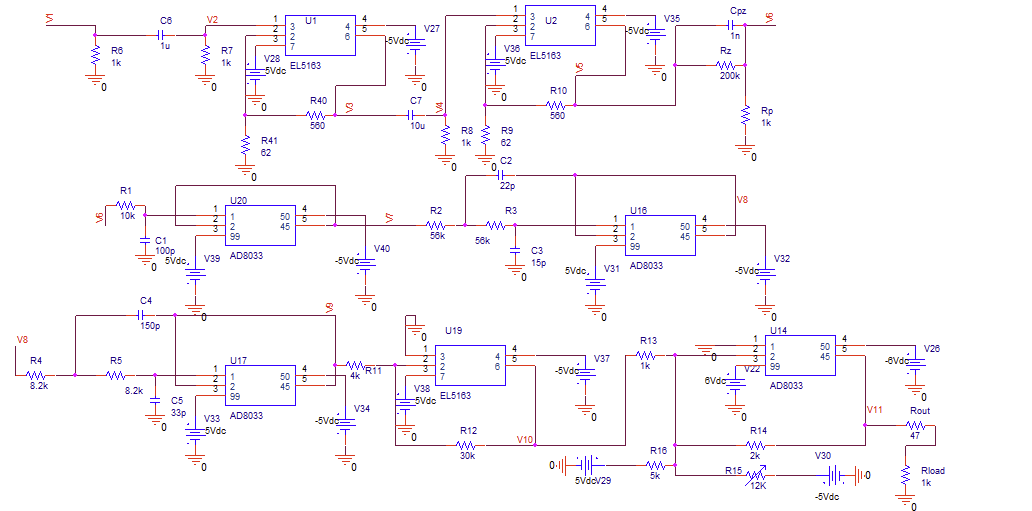 V1
C6
1u
V2
R6
1k
0
R7
1k
0
U1
1
2
3
3
2
7
4
5
4
6
EL5163
V28
5Vdc
0
-5Vdc
V27
0
R40
560
V3
R41
62
0
C7
10u
V4
R8
1k
0
U2
1
2
3
3
2
7
4
5
4
6
EL5163
V36
5Vdc
0
-5Vdc
V35
0
R10
560
V5
R9
62
0
Cpz
1n
V6
Rz
200k
Rp
1k
0
V6
R1
10k
C1
100p
0
U20
1
2
3
1
2
99
4
5
50
45
AD8033
5Vdc
V39
0
-5Vdc
V40
0
V7
R2
56k
R3
56k
C2
22p
C3
15p
0
U16
1
2
3
1
2
99
4
5
50
45
AD8033
5Vdc
V31
0
V8
-5Vdc
V32
0
V8
R4
8.2k
R5
8.2k
C4
150p
C5
33p
0
U17
1
2
3
1
2
99
4
5
50
45
AD8033
V33
5Vdc
0
V9
-5Vdc
V34
0
R11
4k
0
U19
1
2
3
3
2
7
4
5
4
6
EL5163
V38
5Vdc
0
-5Vdc
V37
0
R12
30k
V10
R13
1k
0
U14
1
2
3
1
2
99
4
5
50
45
AD8033
V22
6Vdc
0
-6Vdc
V26
0
V11
Rout
47
Rload
1k
0
R14
2k
0
5Vdc
V29
R16
5k
R15
12K
V30
-5Vdc
0